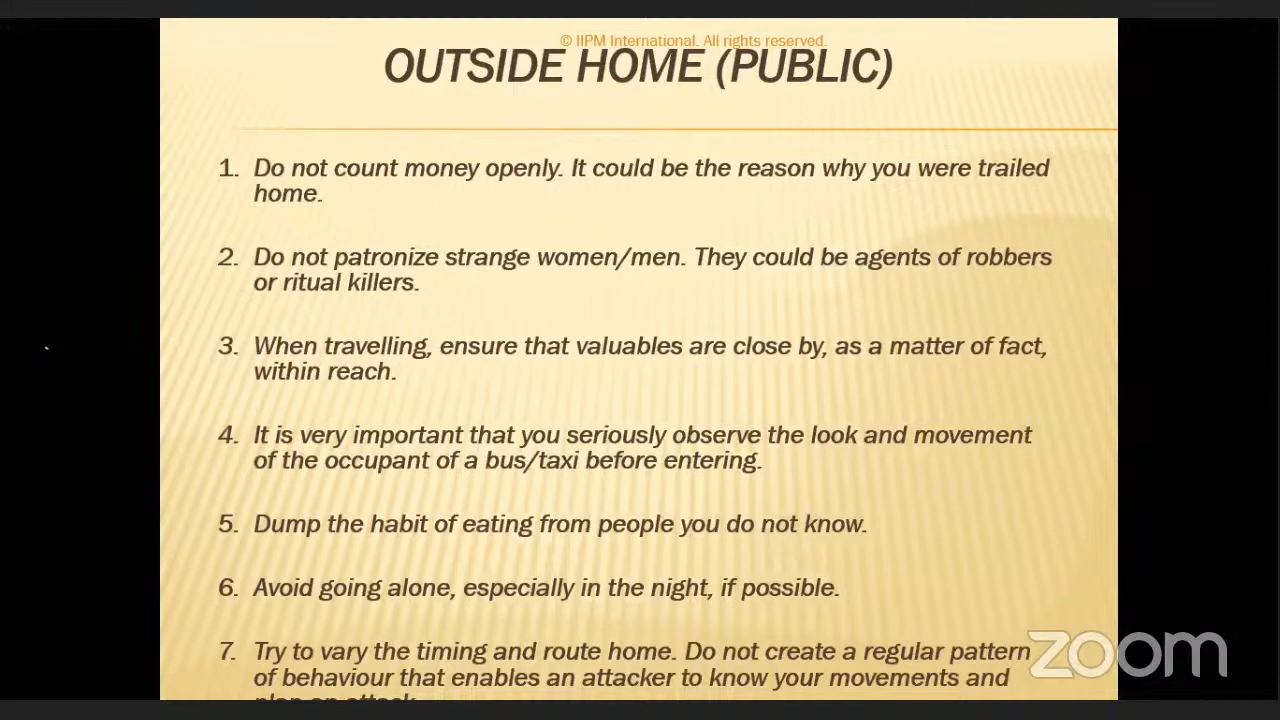 © IIPM International. All rights reserved.
OUTSIDE HOME (PUBLIC)
1. Do not count money openly. It could be the reason why you were trailed
home.
2. Do not patronize strange women/men. They could be agents of robbers
or ritual killers.
3. When travelling, ensure that valuables are close by, as a matter of fact,
within reach.
4. It is very important that you seriously observe the look and movement
of the occupant of a bus/taxi before entering.
5. Dump the habit of eating from people you do not know.
6. Avoid going alone, especially in the night, if possible.
7. Try to vary the timing and route home. Do not create a regular pattern
of behaviour that enables an attacker to know your movements and
plan an attack
zoom